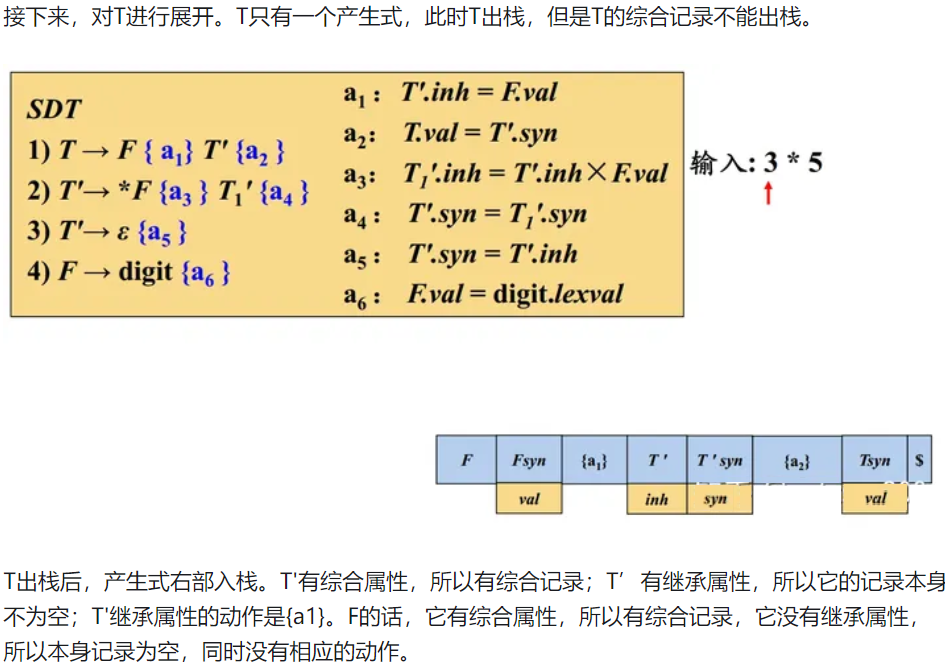 接下来，对T进行展开。T只有一个产生式，此时T出栈，但是T的综合记录不能出栈。
SDT
1) T → F { a₁} T' {a₂ }
2) T'→ *F {a₃ } T₁' {a₄ }
3) T'→ ε {a₅ }
4) F → digit {a₆ }
a₁ : T'.inh = F.val
a₂: T.val = T'.syn
a₃: T₁'.inh = T'.inh×F.val
a₄ : T'.syn = T₁'.syn
a₅ : T'.syn = T'.inh
a₆ : F.val = digit.lexval
输入: 3 * 5
F Fsyn {a₁} T' T'syn {a₂} Tsyn $
val inh syn val
T出栈后，产生式右部入栈。T'有综合属性，所以有综合记录；T’有继承属性，所以它的记录本身
不为空；T'继承属性的动作是{a1}。F的话，它有综合属性，所以有综合记录，它没有继承属性，
所以本身记录为空，同时没有相应的动作。